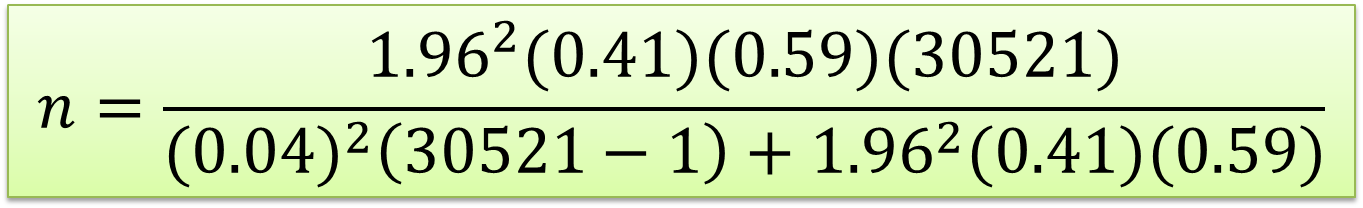 n = 1.96²(0.41)(0.59)(30521)
(0.04)²(30521 − 1) + 1.96²(0.41)(0.59)